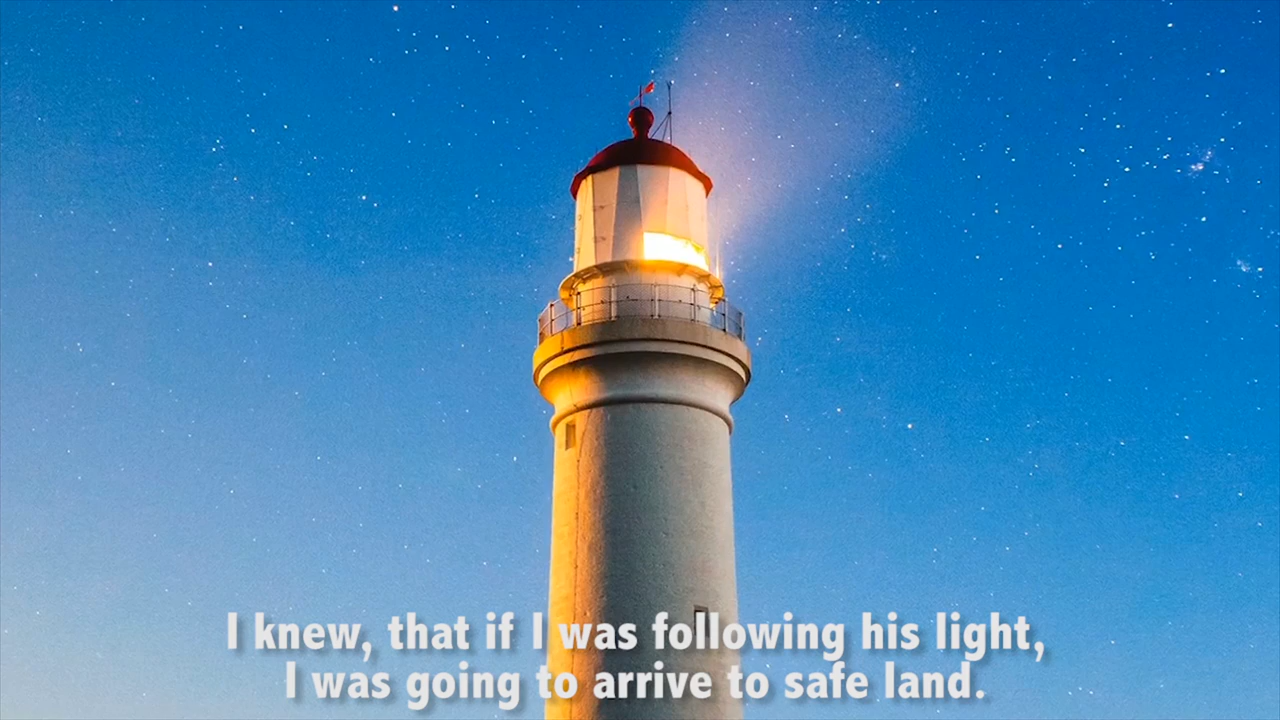 I knew, that if I was following his light,
I was going to arrive to safe land.